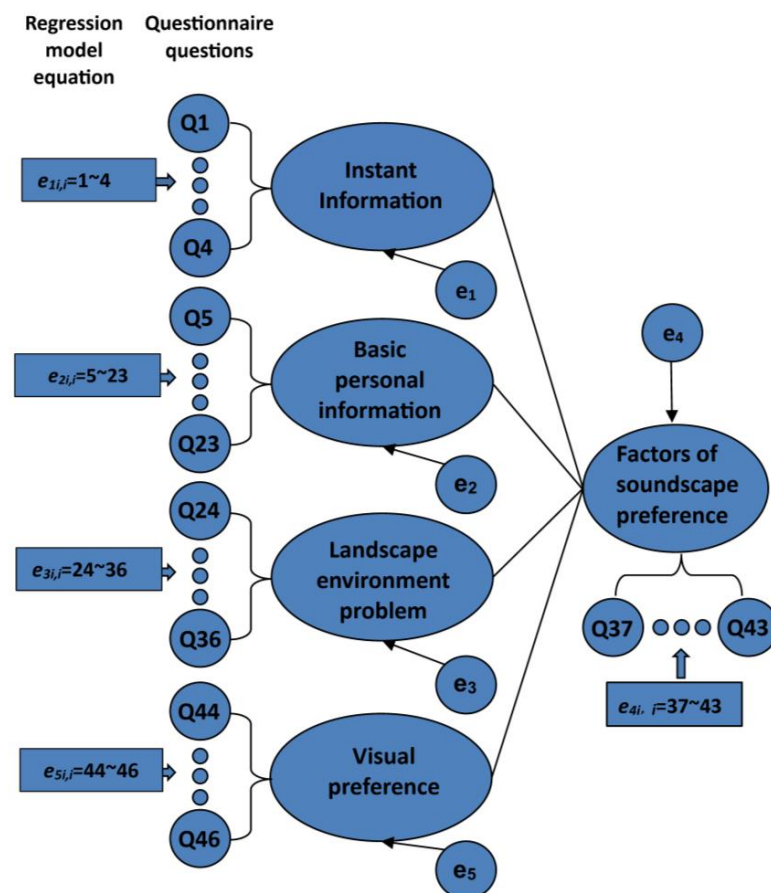 Regression
model
equation
Questionnaire
questions
Q1
e1i,i=1~4
Q4
Instant
Information
e1
Q5
e2i,i=5~23
Q23
Basic
personal
information
e2
Q24
e3i,i=24~36
Q36
Landscape
environment
problem
e3
Q44
e5i,i=44~46
Q46
Visual
preference
e5
e4
Factors of
soundscape
preference
Q37
Q43
e4i, i=37~43